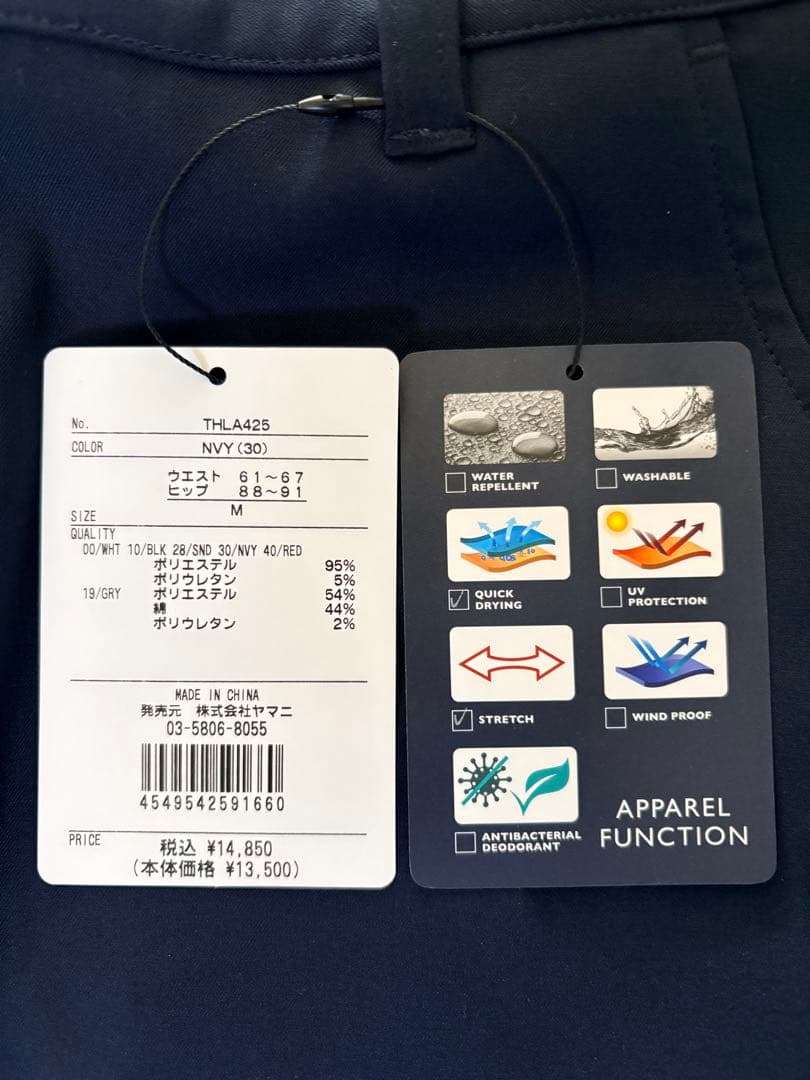 No. THLA425
COLOR NVY(30)
ウエスト 61～67
ヒップ 88～91
SIZE M
QUALITY
00/WHT 10/BLK 28/SND 30/NVY 40/RED
ポリエステル 95%
ポリウレタン 5%
19/GRY ポリエステル 54%
綿 44%
ポリウレタン 2%
MADE IN CHINA
発売元 株式会社ヤマニ
03-5806-8055
4549542591660
PRICE 税込 ¥14,850
(本体価格 ¥13,500)
WATER
REPELLENT
WASHABLE
QUICK
DRYING
UV
PROTECTION
STRETCH
WIND PROOF
ANTIBACTERIAL
DEODORANT
APPAREL
FUNCTION